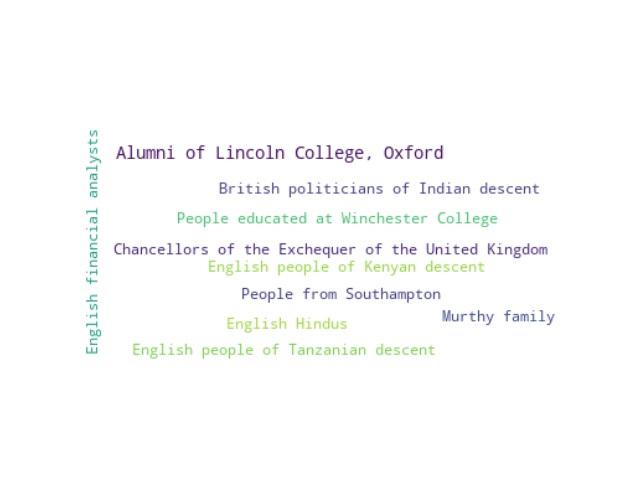 English financial analysts
Alumni of Lincoln College, Oxford
British politicians of Indian descent
People educated at Winchester College
Chancellors of the Exchequer of the United Kingdom
English people of Kenyan descent
People from Southampton
Murthy family
English Hindus
English people of Tanzanian descent